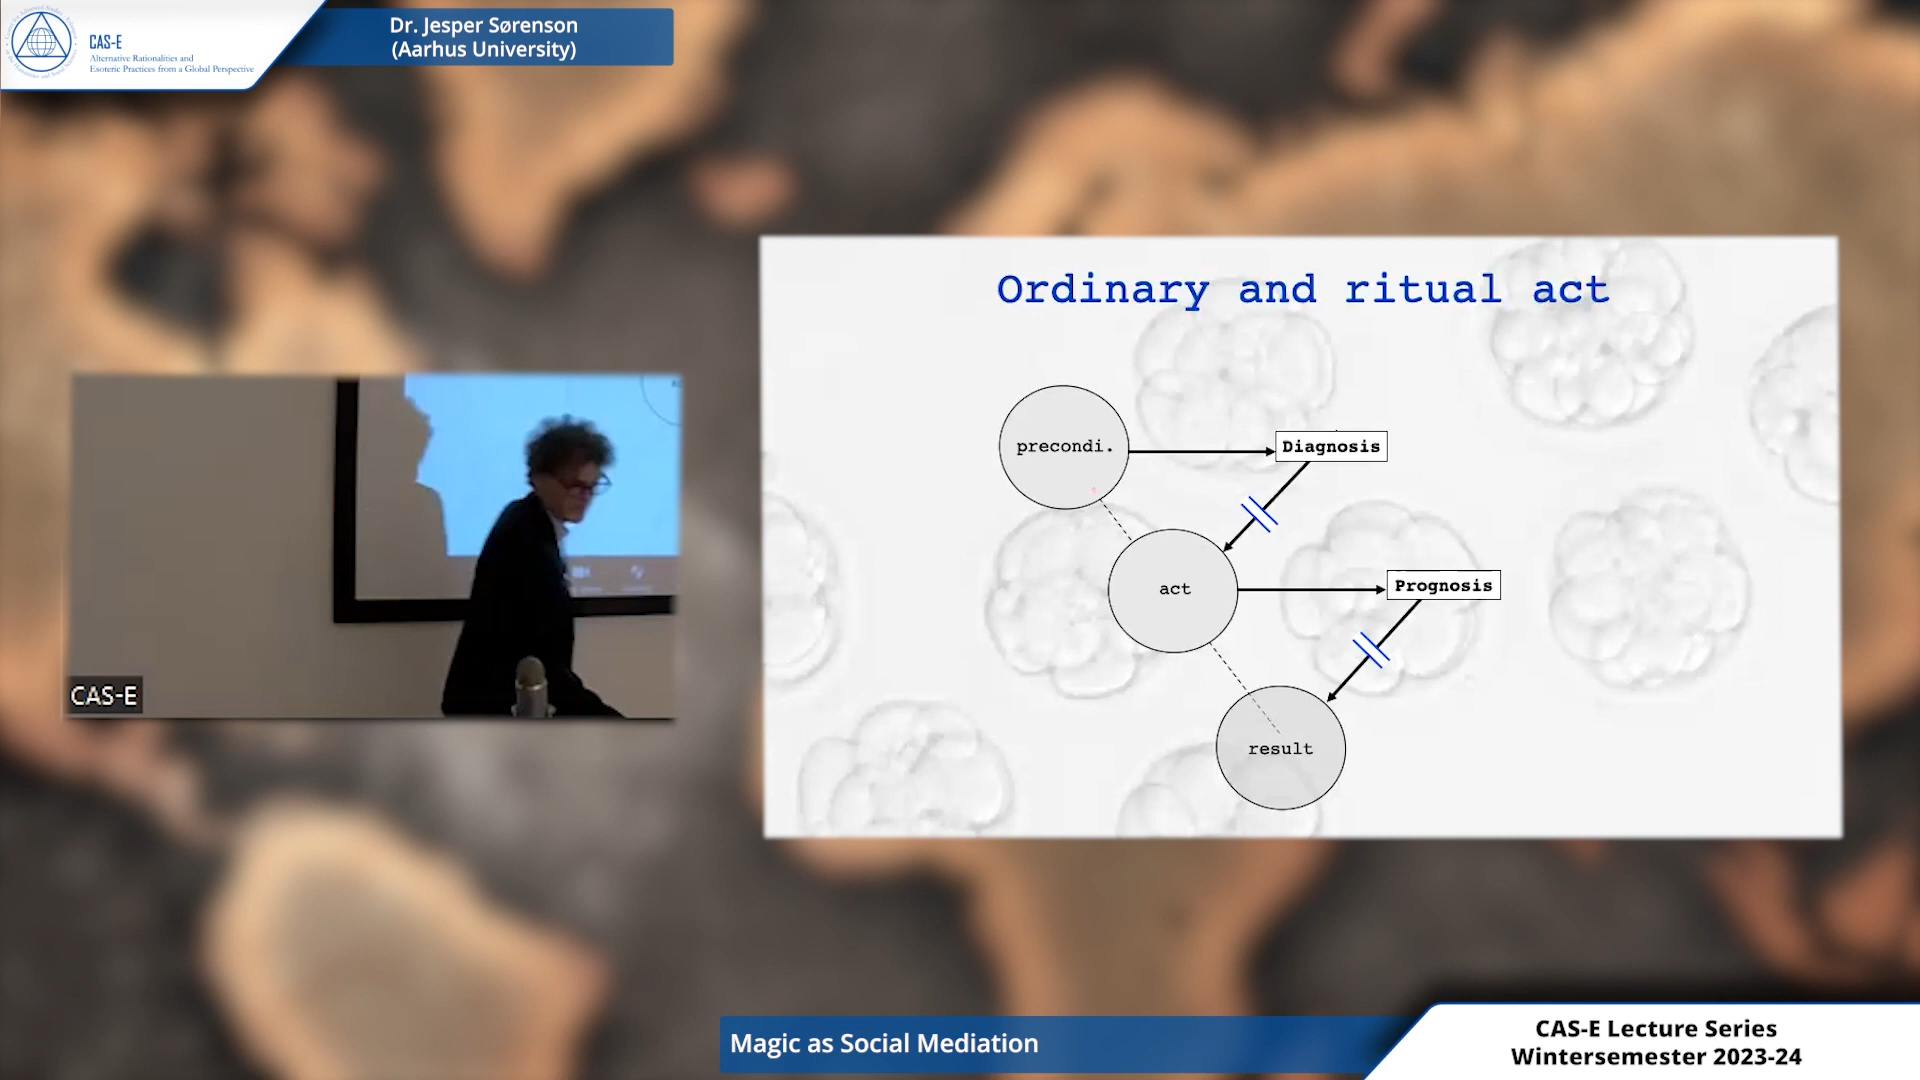 CAS-E
Alternative Rationalities and
Esoteric Practices from a Global Perspective
Dr. Jesper Sørenson
(Aarhus University)
Ordinary and ritual act
precondi.
Diagnosis
act
Prognosis
result
CAS-E
Magic as Social Mediation
CAS-E Lecture Series
Wintersemester 2023-24